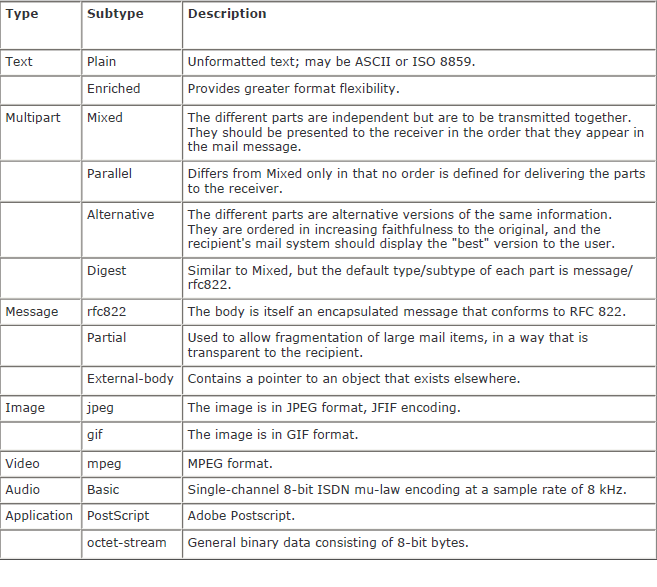 Type Subtype Description
Text Plain Unformatted text; may be ASCII or ISO 8859.
Enriched Provides greater format flexibility.
Multipart Mixed The different parts are independent but are to be transmitted together.
They should be presented to the receiver in the order that they appear in
the mail message.
Parallel Differs from Mixed only in that no order is defined for delivering the parts
to the receiver.
Alternative The different parts are alternative versions of the same information.
They are ordered in increasing faithfulness to the original, and the
recipient's mail system should display the "best" version to the user.
Digest Similar to Mixed, but the default type/subtype of each part is message/
rfc822.
Message rfc822 The body is itself an encapsulated message that conforms to RFC 822.
Partial Used to allow fragmentation of large mail items, in a way that is
transparent to the recipient.
External-body Contains a pointer to an object that exists elsewhere.
Image jpeg The image is in JPEG format, JFIF encoding.
gif The image is in GIF format.
Video mpeg MPEG format.
Audio Basic Single-channel 8-bit ISDN mu-law encoding at a sample rate of 8 kHz.
Application PostScript Adobe Postscript.
octet-stream General binary data consisting of 8-bit bytes.